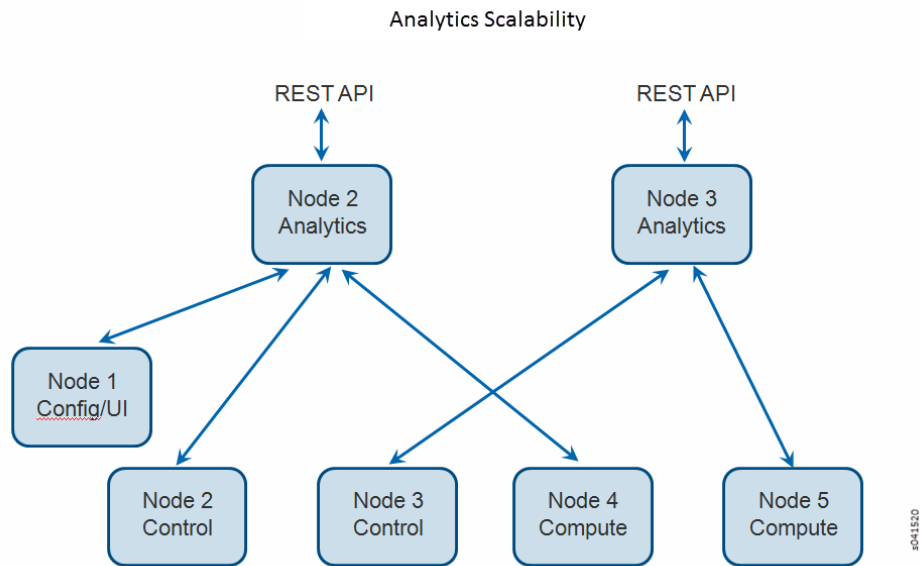 Analytics Scalability
REST API
REST API
Node 2
Analytics
Node 3
Analytics
Node 1
Config/UI
Node 2
Control
Node 3
Control
Node 4
Compute
Node 5
Compute
s041520